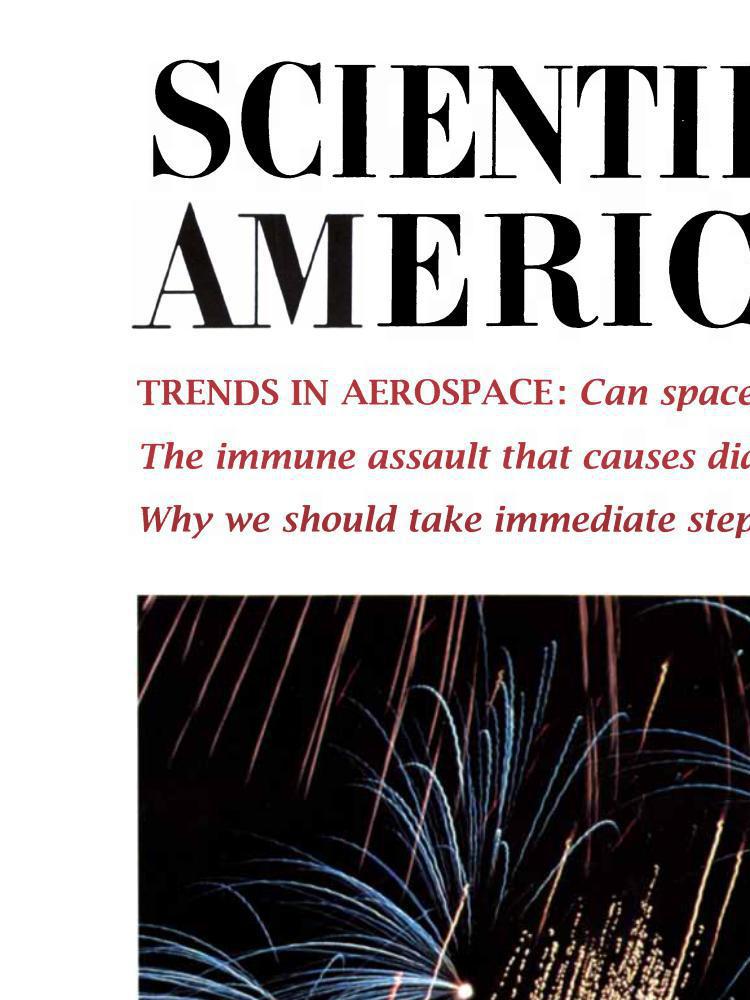 SCIENTI
AMERIC
TRENDS IN AEROSPACE: Can space
The immune assault that causes dia
Why we should take immediate step